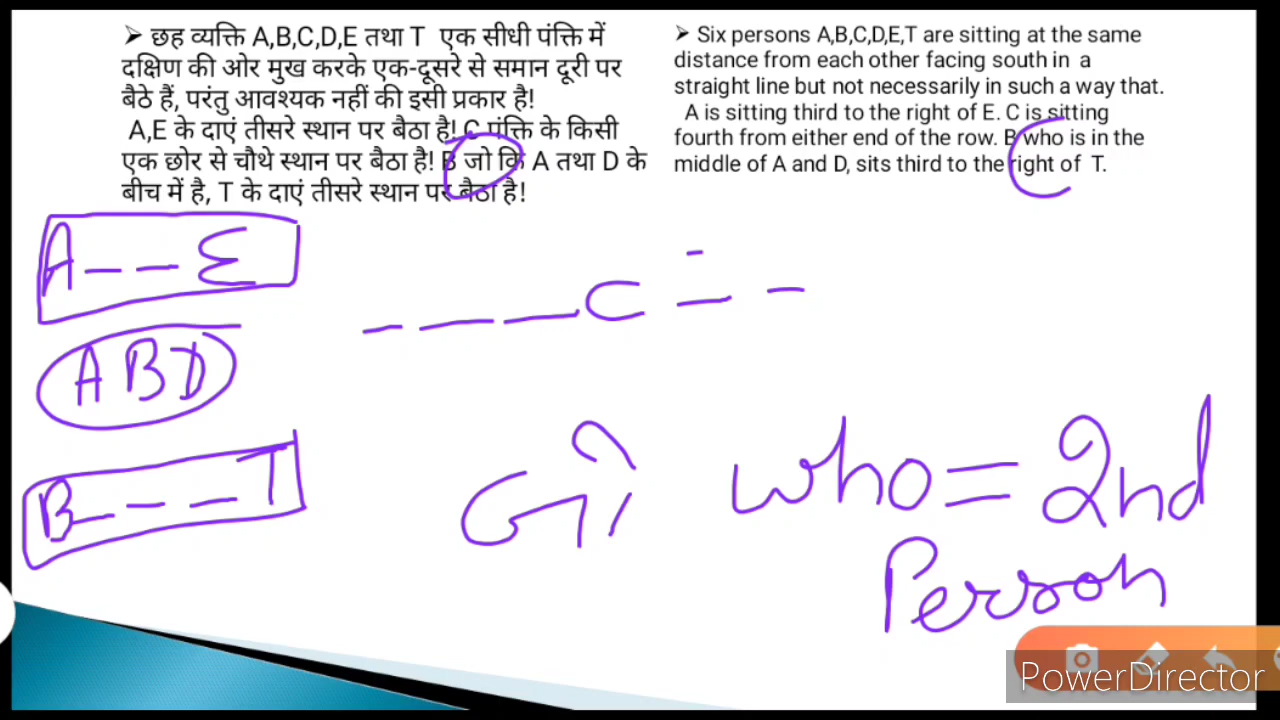 ➤ छह व्यक्ति A,B,C,D,E तथा T एक सीधी पंक्ति में
दक्षिण की ओर मुख करके एक-दूसरे से समान दूरी पर
बैठे हैं, परंतु आवश्यक नहीं की इसी प्रकार है!
A,E के दाएं तीसरे स्थान पर बैठा है! C पंक्ति के किसी
एक छोर से चौथे स्थान पर बैठा है! B जो कि A तथा D के
बीच में है, T के दाएं तीसरे स्थान पर बैठा है!
➤ Six persons A,B,C,D,E,T are sitting at the same
distance from each other facing south in a
straight line but not necessarily in such a way that.
A is sitting third to the right of E. C is sitting
fourth from either end of the row. B who is in the
middle of A and D, sits third to the right of T.
A _ _ E
_ _ _ C _ _
A B D
B _ _ _ T
जो who = 2nd
Person
PowerDirector